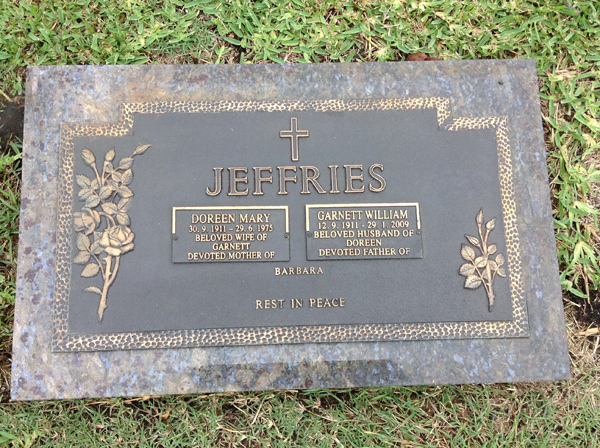 JEFFRIES
DOREEN MARY
30. 9. 1911 - 29. 6. 1975
BELOVED WIFE OF
GARNETT
DEVOTED MOTHER OF
GARNETT WILLIAM
12. 9. 1911 - 29. 1. 2009
BELOVED HUSBAND OF
DOREEN
DEVOTED FATHER OF
BARBARA
REST IN PEACE